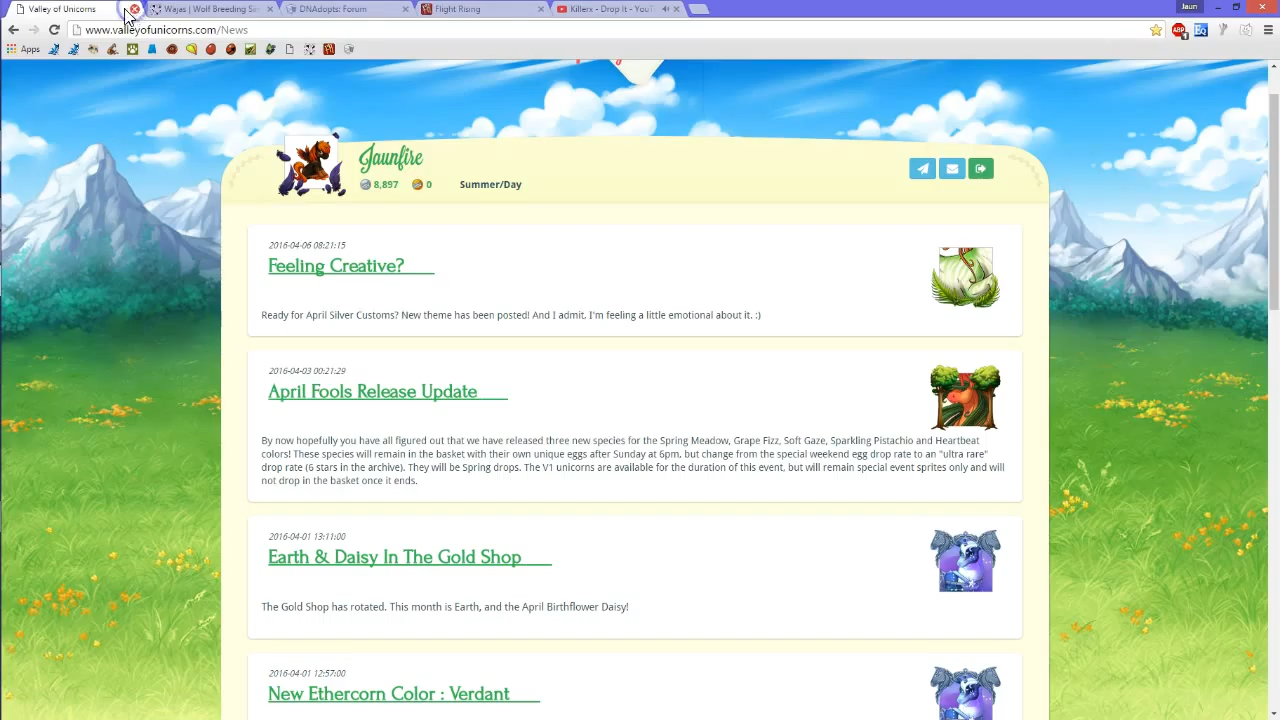 Valley of Unicorns
Wajas | Wolf Breeding Se
DNAdopts: Forum
Flight Rising
Killerx - Drop It - YouT
Jaun
www.valleyofunicorns.com/News
Apps
Jaunfire
8,897
0
Summer/Day
2016-04-06 08:21:15
Feeling Creative?
Ready for April Silver Customs? New theme has been posted! And I admit, I'm feeling a little emotional about it. :)
2016-04-03 00:21:29
April Fools Release Update
By now hopefully you have all figured out that we have released three new species for the Spring Meadow, Grape Fizz, Soft Gaze, Sparkling Pistachio and Heartbeat
colors! These species will remain in the basket with their own unique eggs after Sunday at 6pm, but change from the special weekend egg drop rate to an "ultra rare"
drop rate (6 stars in the archive). They will be Spring drops. The V1 unicorns are available for the duration of this event, but will remain special event sprites only and will
not drop in the basket once it ends.
2016-04-01 13:11:00
Earth & Daisy In The Gold Shop
The Gold Shop has rotated. This month is Earth, and the April Birthflower Daisy!
2016-04-01 12:57:00
New Ethercorn Color : Verdant